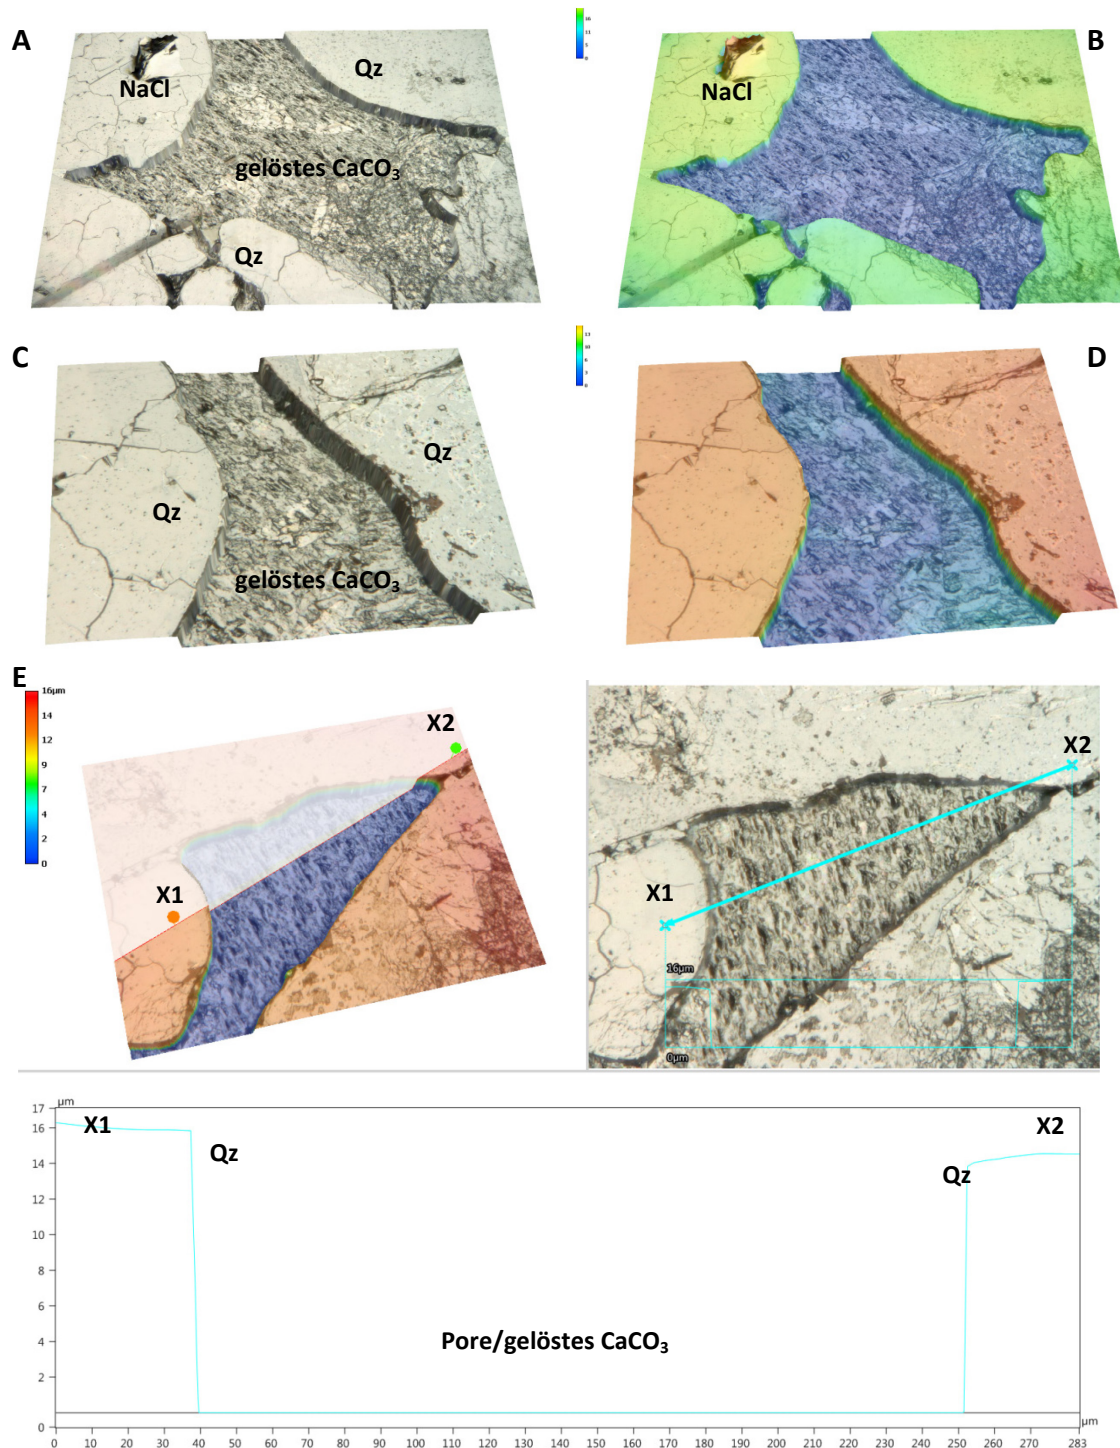 A
B
NaCl
Qz
gelöstes CaCO₃
Qz
NaCl
C
D
Qz
Qz
gelöstes CaCO₃
E
16µm
14
12
9
7
5
4
2
0
X1
X2
X1
X2
16µm
0µm
µm
17
16
14
12
10
8
6
4
2
0
X1
Qz
X2
Qz
Pore/gelöstes CaCO₃
µm
0 10 20 30 40 50 60 70 80 90 100 110 120 130 140 150 160 170 180 190 200 210 220 230 240 250 260 270 283